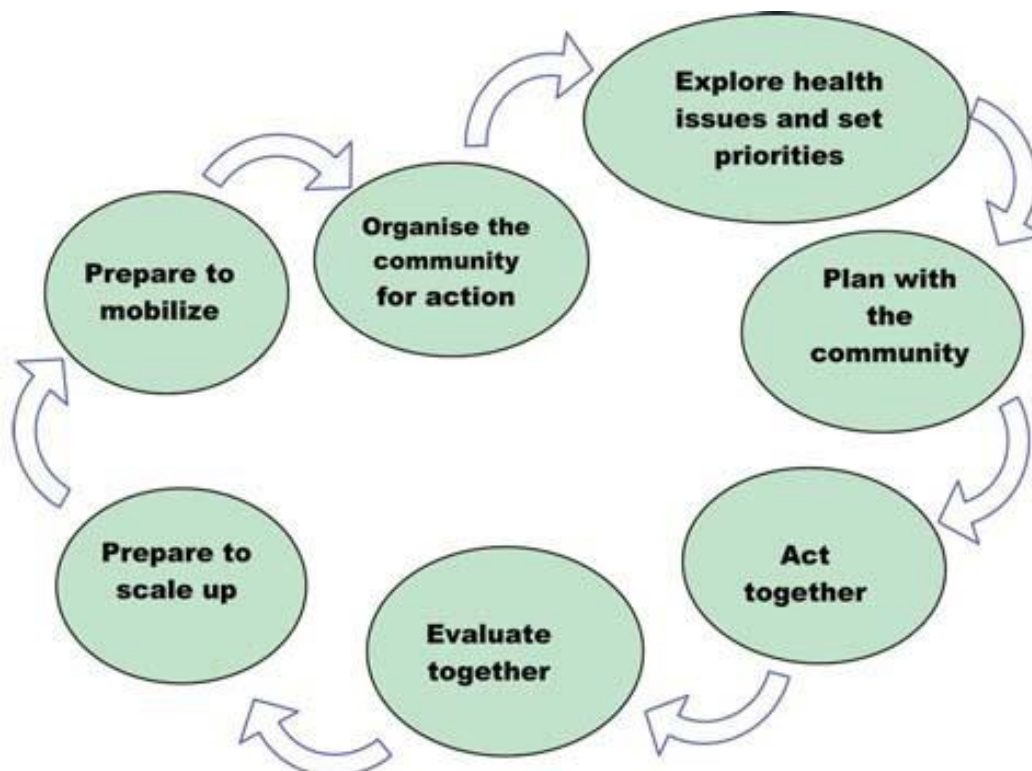 Prepare to
mobilize
Organise the
community
for action
Explore health
issues and set
priorities
Plan with
the
community
Act
together
Evaluate
together
Prepare to
scale up